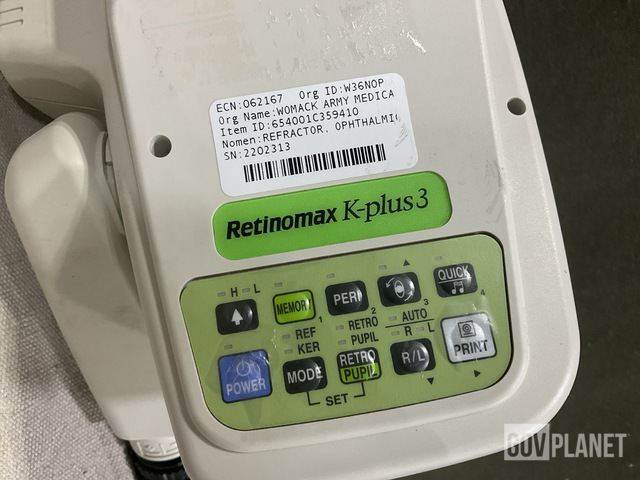 ECN:062167 Org ID:W36NOP
Org Name:WOMACK ARMY MEDICA
Item ID:654001C359410
Nomen:REFRACTOR. OPHTHALMI
SN:2202313
Retinomax K-plus3
H L
MEMORY
PERI
QUICK
1
2
3
4
REF
KER
RETRO
PUPIL
AUTO
R L
POWER
MODE
RETRO
PUPIL
R/L
PRINT
SET
GOVPLANET